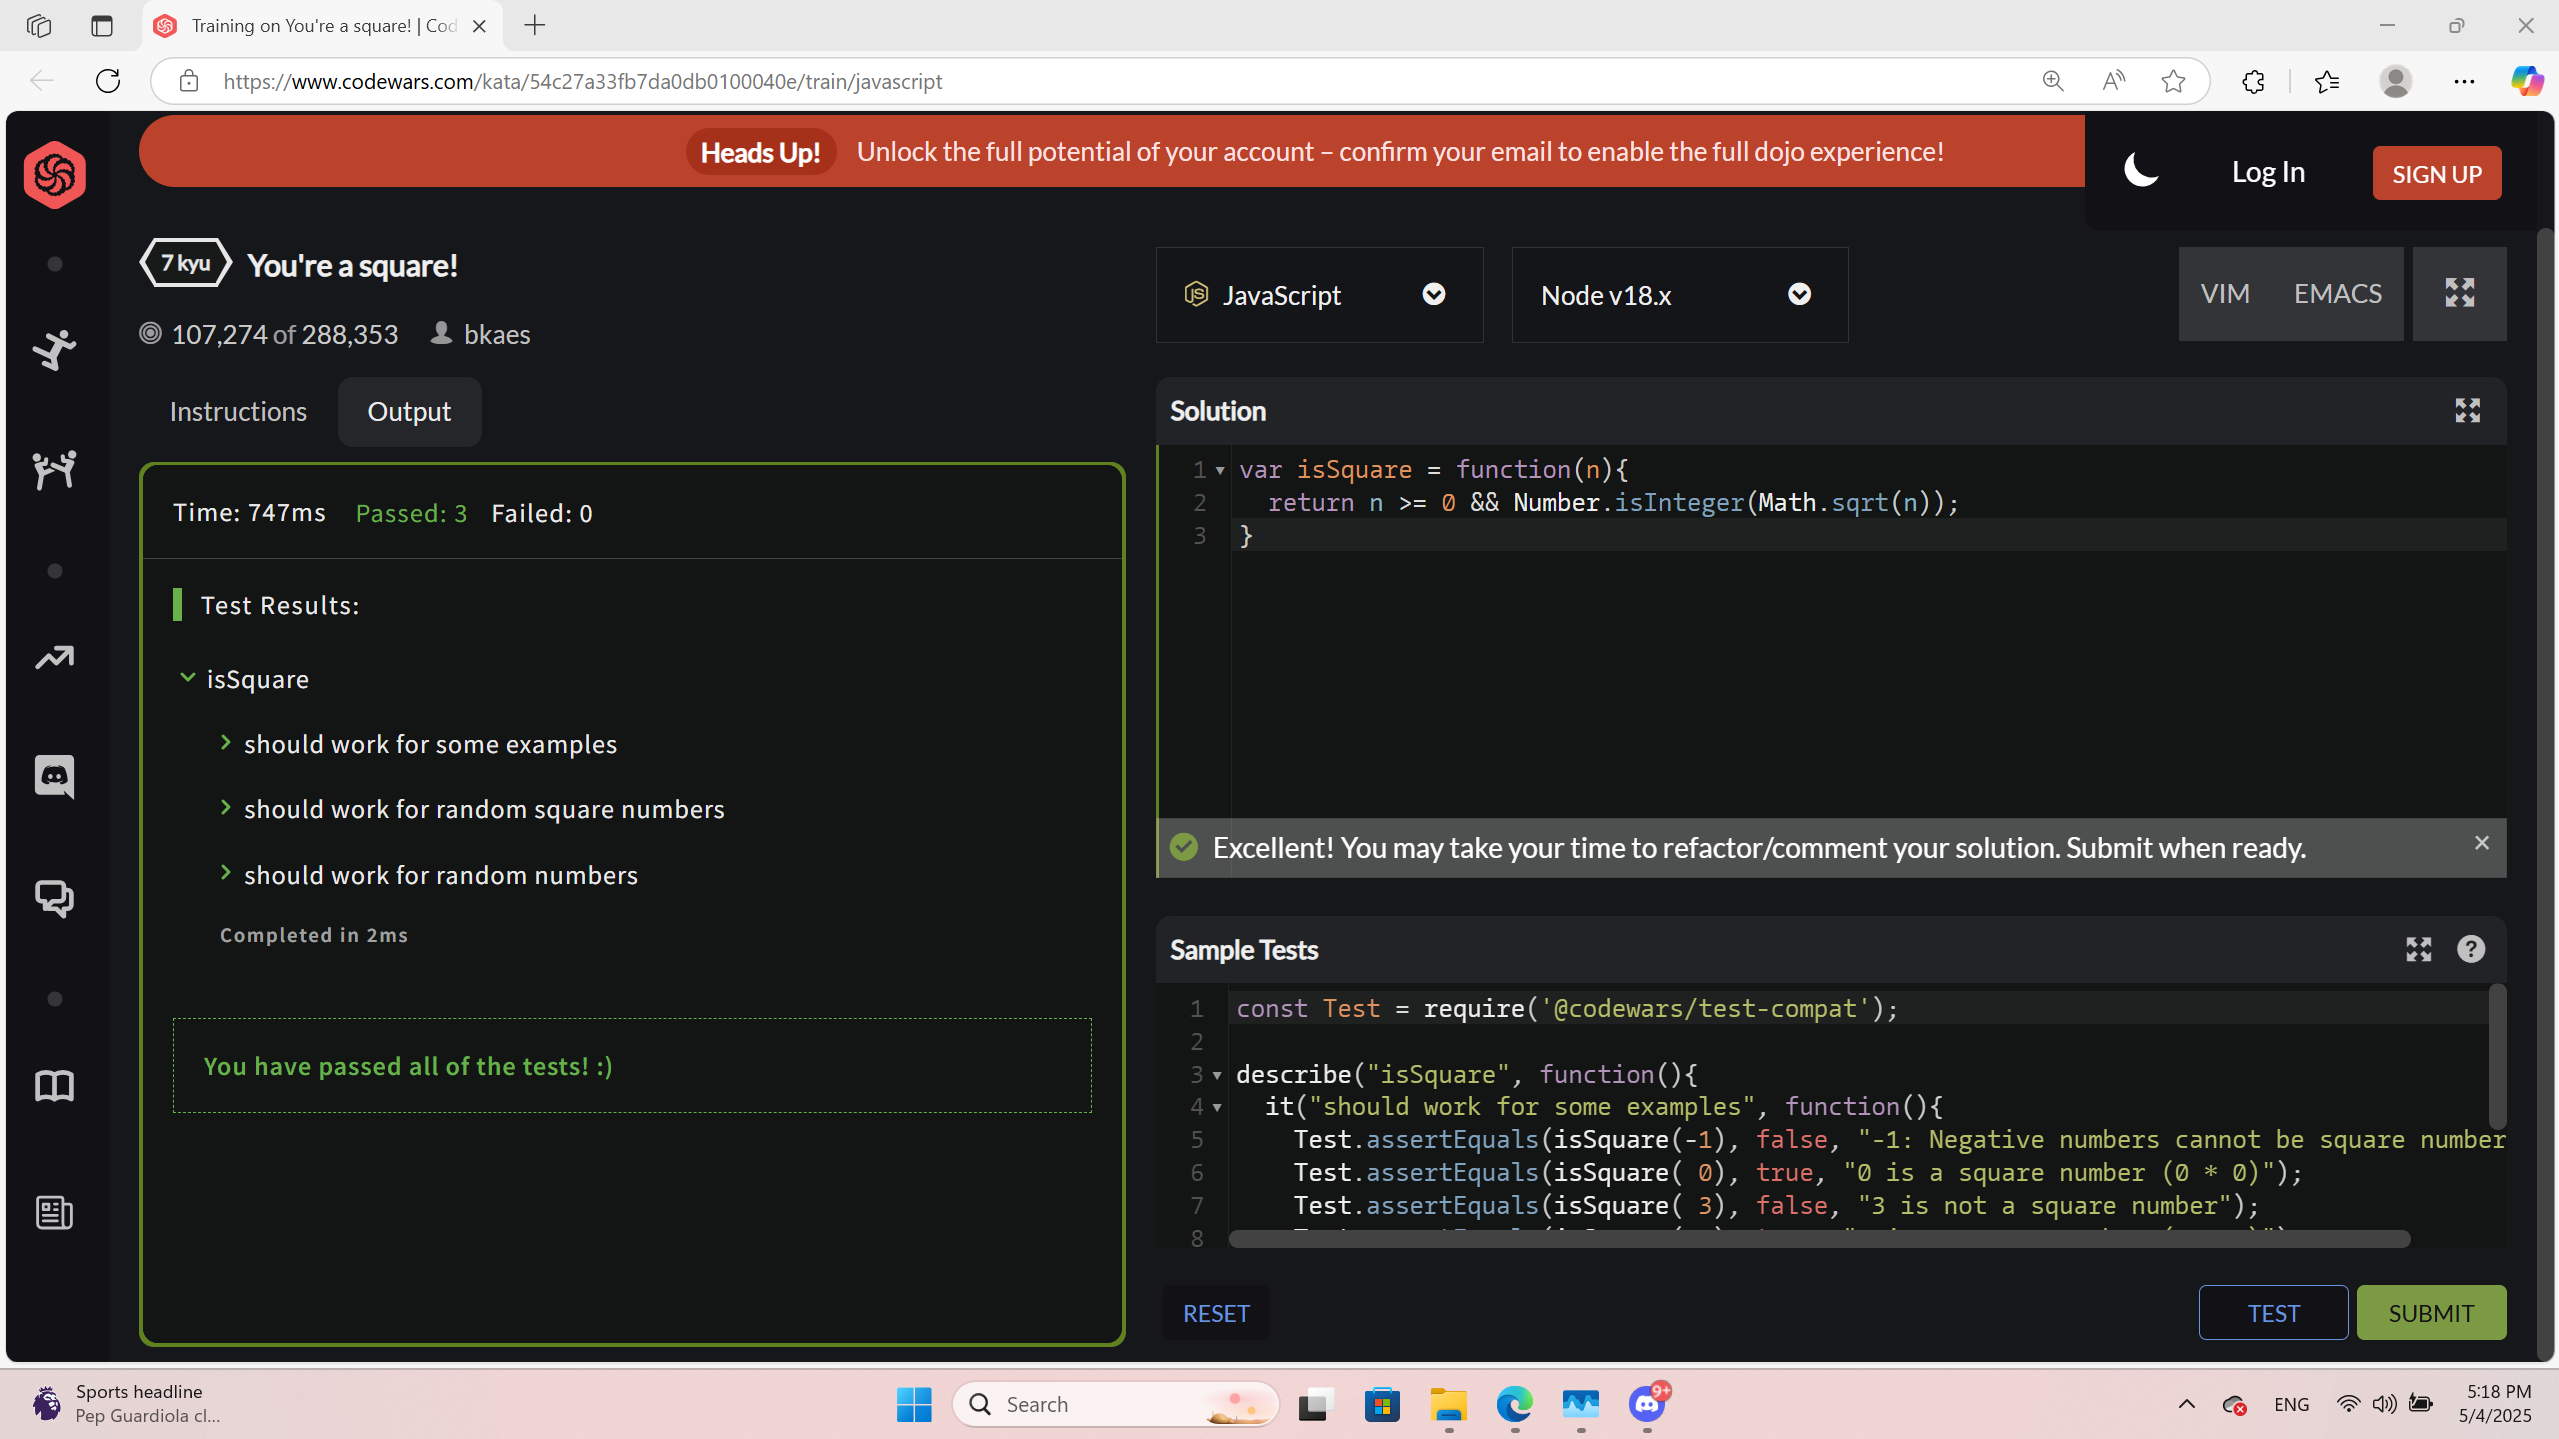 Training on You're a square! | Cod
https://www.codewars.com/kata/54c27a33fb7da0db0100040e/train/javascript
Heads Up! Unlock the full potential of your account – confirm your email to enable the full dojo experience!
Log In
SIGN UP
7 kyu You're a square!
107,274 of 288,353 bkaes
JS JavaScript
Node v18.x
VIM EMACS
Instructions
Output
Time: 747ms Passed: 3 Failed: 0
Test Results:
isSquare
should work for some examples
should work for random square numbers
should work for random numbers
Completed in 2ms
You have passed all of the tests! :)
Solution
1 var isSquare = function(n){
2 return n >= 0 && Number.isInteger(Math.sqrt(n));
3 }
Excellent! You may take your time to refactor/comment your solution. Submit when ready.
Sample Tests
1 const Test = require('@codewars/test-compat');
2
3 describe("isSquare", function(){
4 it("should work for some examples", function(){
5 Test.assertEquals(isSquare(-1), false, "-1: Negative numbers cannot be square number
6 Test.assertEquals(isSquare( 0), true, "0 is a square number (0 * 0)");
7 Test.assertEquals(isSquare( 3), false, "3 is not a square number");
8
RESET
TEST
SUBMIT
Sports headline
Pep Guardiola cl...
Search
9+
ENG
5:18 PM
5/4/2025